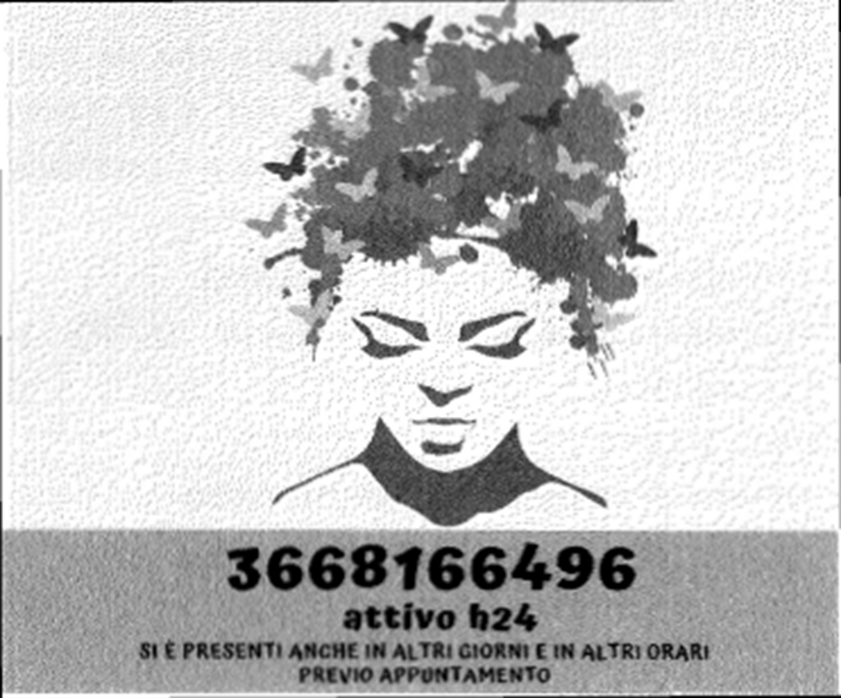 3668166496
attivo h24
SI È PRESENTI ANCHE IN ALTRI GIORNI E IN ALTRI ORARI
PREVIO APPUNTAMENTO